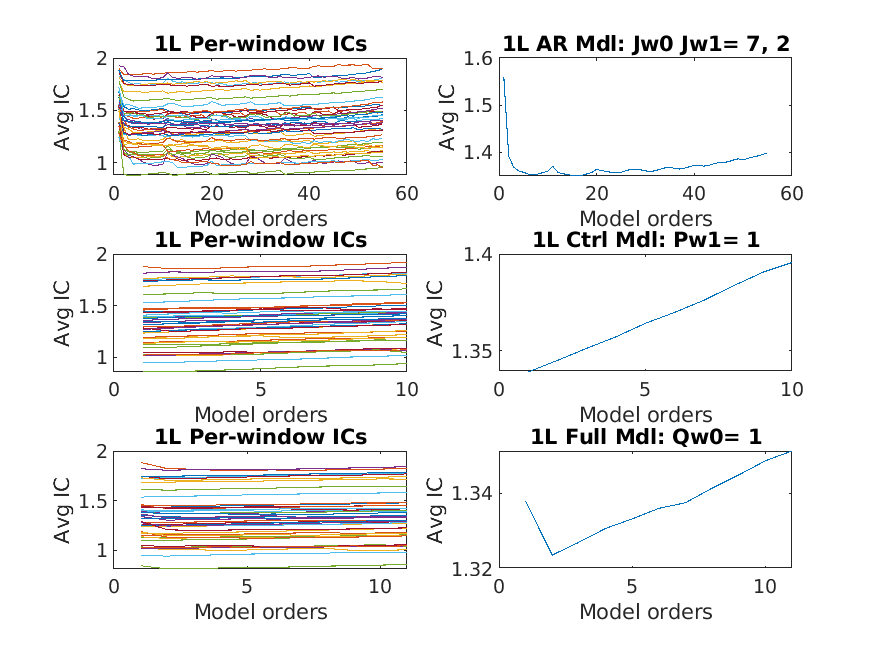 1L Per-window ICs
Avg IC
2
1.5
1
0 20 40 60
Model orders
1L AR Mdl: Jw0 Jw1= 7, 2
Avg IC
1.6
1.5
1.4
0 20 40 60
Model orders
1L Per-window ICs
Avg IC
2
1.5
1
0 5 10
Model orders
1L Ctrl Mdl: Pw1= 1
Avg IC
1.4
1.35
0 5 10
Model orders
1L Per-window ICs
Avg IC
2
1.5
1
0 5 10
Model orders
1L Full Mdl: Qw0= 1
Avg IC
1.34
1.32
0 5 10
Model orders